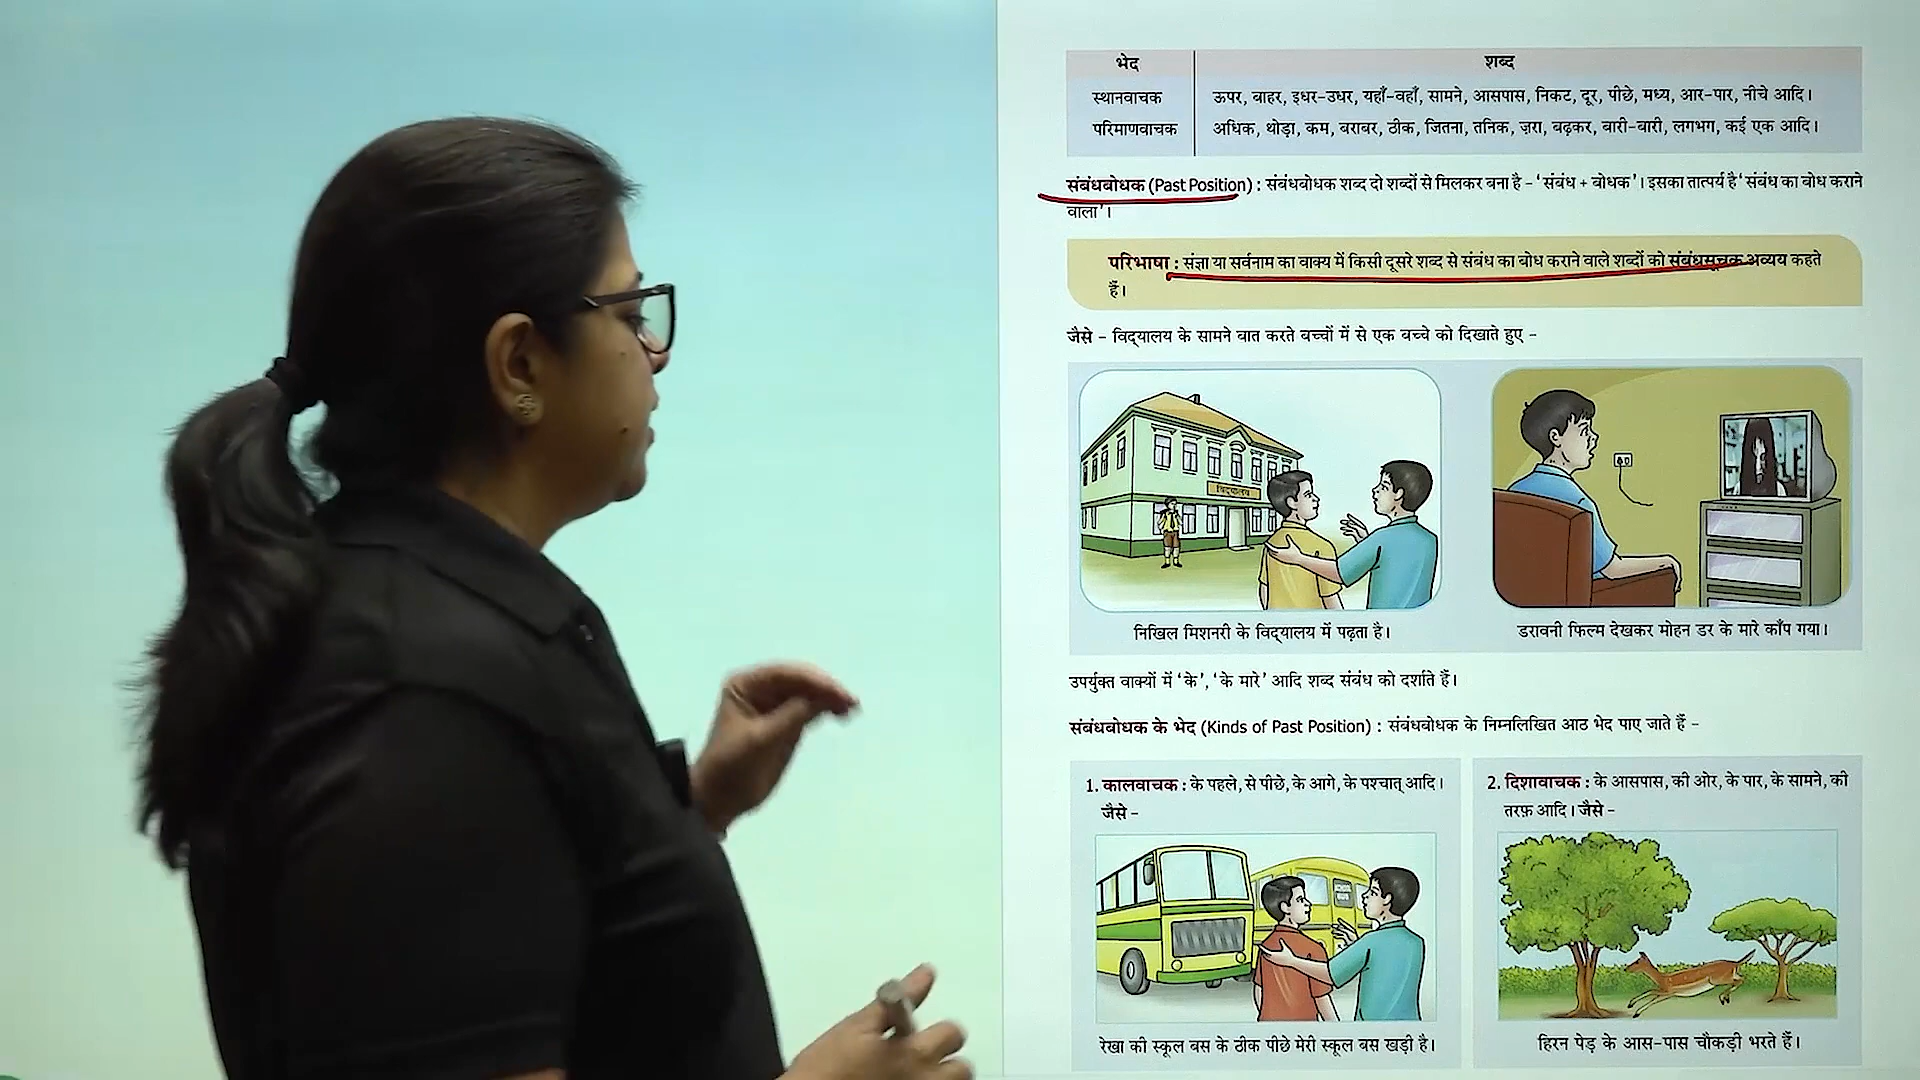 भेद शब्द
स्थानवाचक ऊपर, बाहर, इधर-उधर, यहाँ-वहाँ, सामने, आसपास, निकट, दूर, पीछे, मध्य, आर-पार, नीचे आदि।
परिमाणवाचक अधिक, थोड़ा, कम, बराबर, ठीक, जितना, तनिक, ज़रा, बढ़कर, बारी-बारी, लगभग, कई एक आदि।
संबंधबोधक (Past Position) : संबंधबोधक शब्द दो शब्दों से मिलकर बना है - ‘संबंध + बोधक’। इसका तात्पर्य है ‘संबंध का बोध कराने
वाला’।
परिभाषा : संज्ञा या सर्वनाम का वाक्य में किसी दूसरे शब्द से संबंध का बोध कराने वाले शब्दों को संबंधसूचक अव्यय कहते
हैं।
जैसे - विद्‌यालय के सामने बात करते बच्चों में से एक बच्चे को दिखाते हुए -
विद्‌यालय
निखिल मिशनरी के विद्‌यालय में पढ़ता है।
डरावनी फिल्म देखकर मोहन डर के मारे काँप गया।
उपर्युक्त वाक्यों में ‘के’, ‘के मारे’ आदि शब्द संबंध को दर्शाते हैं।
संबंधबोधक के भेद (Kinds of Past Position) : संबंधबोधक के निम्नलिखित आठ भेद पाए जाते हैं -
1. कालवाचक : के पहले, से पीछे, के आगे, के पश्चात् आदि।
जैसे -
रेखा की स्कूल बस के ठीक पीछे मेरी स्कूल बस खड़ी है।
2. दिशावाचक : के आसपास, की ओर, के पार, के सामने, की
तरफ़ आदि। जैसे -
हिरन पेड़ के आस-पास चौकड़ी भरते हैं।